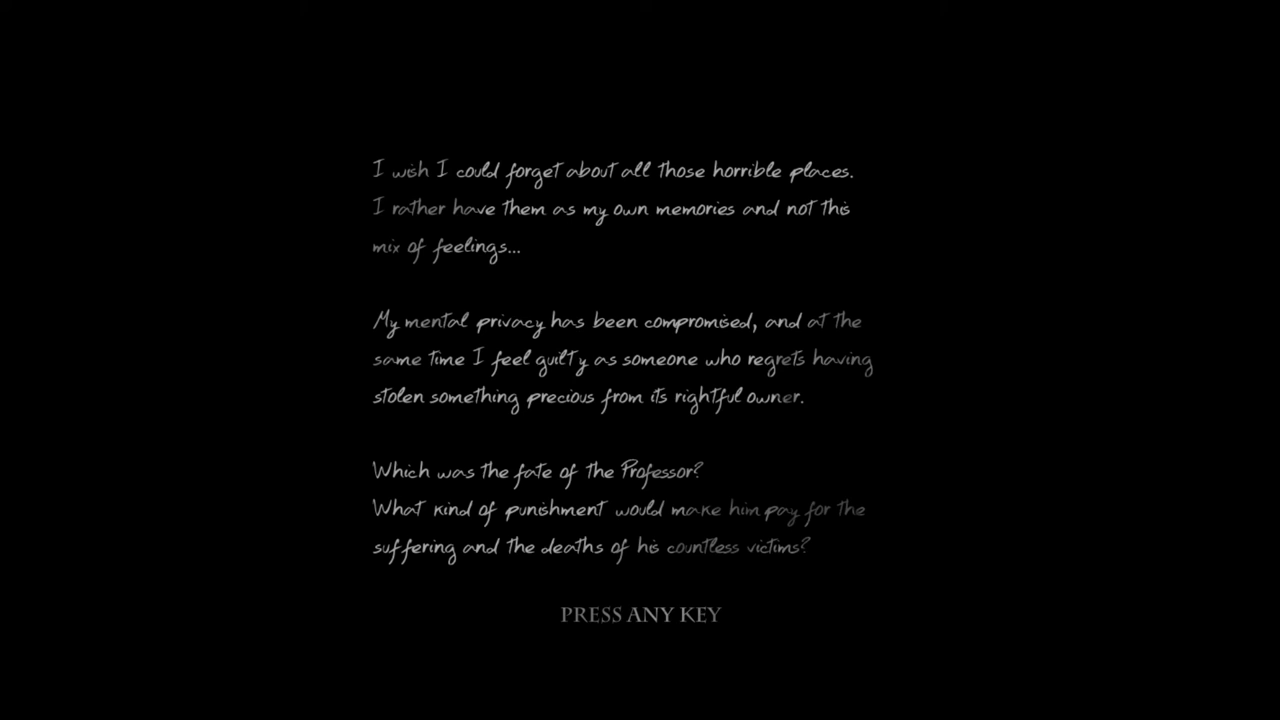 I wish I could forget about all those horrible places.
I rather have them as my own memories and not this
mix of feelings...
My mental privacy has been compromised, and at the
same time I feel guilty as someone who regrets having
stolen something precious from its rightful owner.
Which was the fate of the Professor?
What kind of punishment would make him pay for the
suffering and the deaths of his countless victims?
PRESS ANY KEY